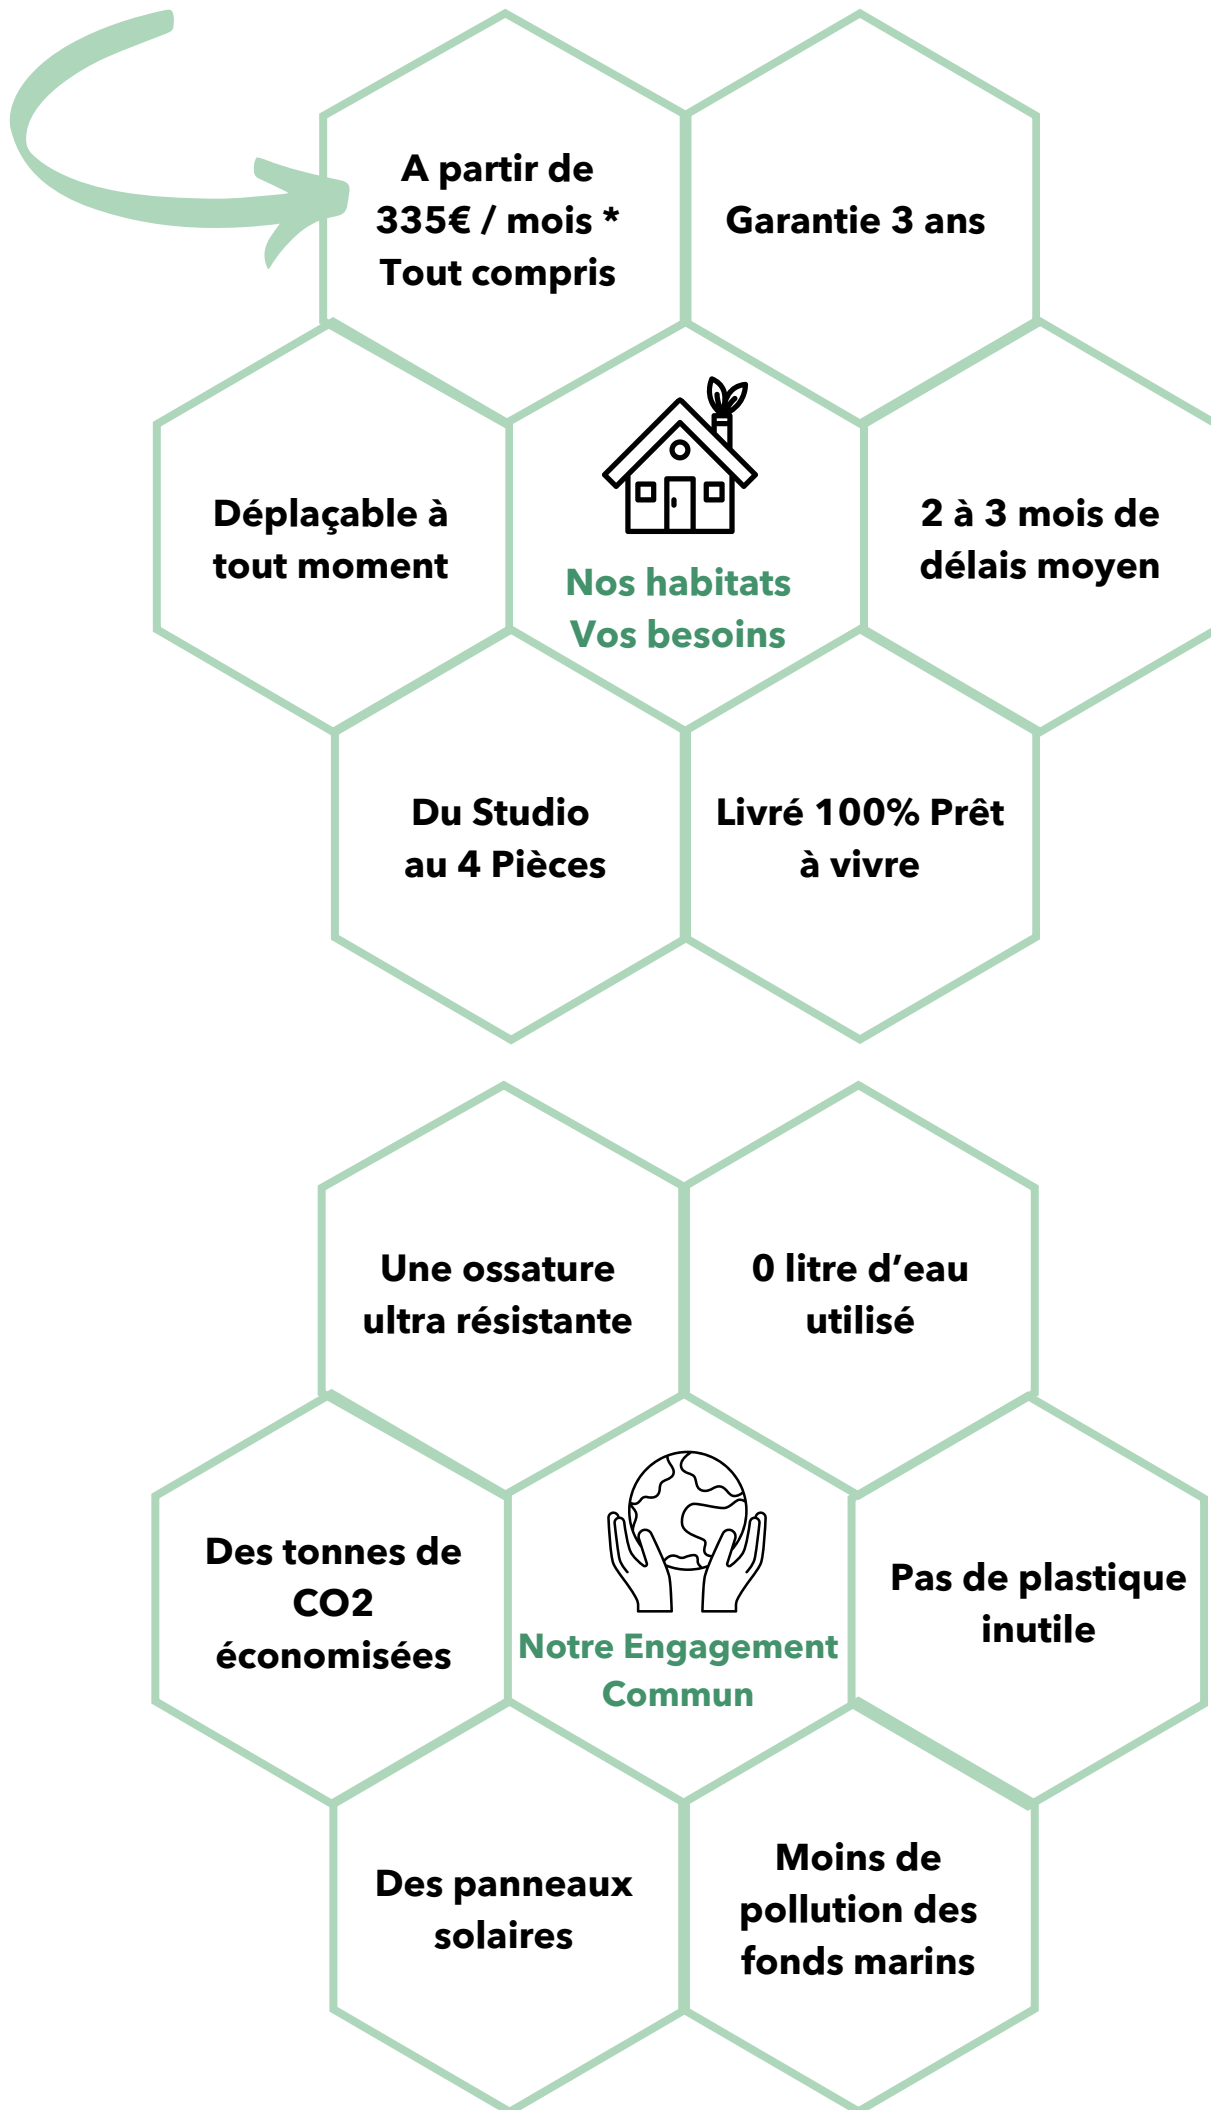 A partir de
335€ / mois *
Tout compris
Garantie 3 ans
Déplaçable à
tout moment
Nos habitats
Vos besoins
2 à 3 mois de
délais moyen
Du Studio
au 4 Pièces
Livré 100% Prêt
à vivre
Une ossature
ultra résistante
0 litre d’eau
utilisé
Des tonnes de
CO2
économisées
Notre Engagement
Commun
Pas de plastique
inutile
Des panneaux
solaires
Moins de
pollution des
fonds marins